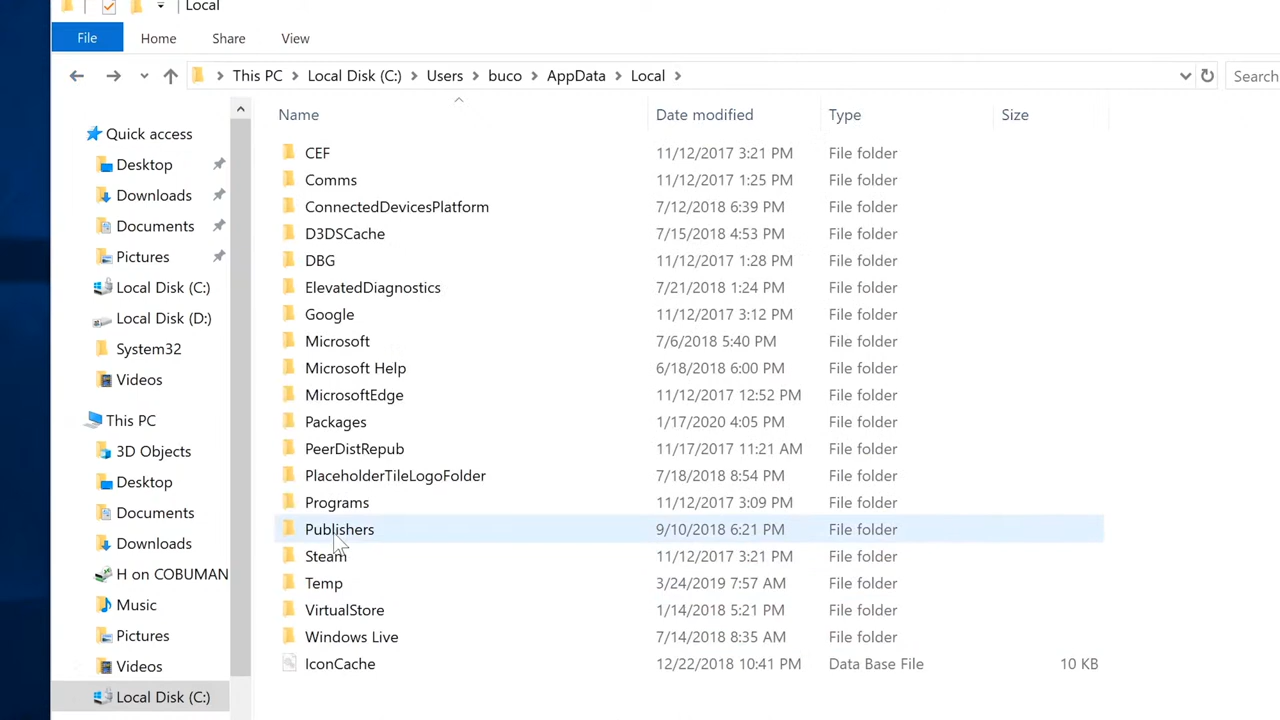 Local
File Home Share View
This PC Local Disk (C:) Users buco AppData Local Search
Quick access
Desktop
Downloads
Documents
Pictures
Local Disk (C:)
Local Disk (D:)
System32
Videos
This PC
3D Objects
Desktop
Documents
Downloads
H on COBUMAN
Music
Pictures
Videos
Local Disk (C:)
Name Date modified Type Size
CEF 11/12/2017 3:21 PM File folder
Comms 11/12/2017 1:25 PM File folder
ConnectedDevicesPlatform 7/12/2018 6:39 PM File folder
D3DSCache 7/15/2018 4:53 PM File folder
DBG 11/12/2017 1:28 PM File folder
ElevatedDiagnostics 7/21/2018 1:24 PM File folder
Google 11/12/2017 3:12 PM File folder
Microsoft 7/6/2018 5:40 PM File folder
Microsoft Help 6/18/2018 6:00 PM File folder
MicrosoftEdge 11/12/2017 12:52 PM File folder
Packages 1/17/2020 4:05 PM File folder
PeerDistRepub 11/17/2017 11:21 AM File folder
PlaceholderTileLogoFolder 7/18/2018 8:54 PM File folder
Programs 11/12/2017 3:09 PM File folder
Publishers 9/10/2018 6:21 PM File folder
Steam 11/12/2017 3:21 PM File folder
Temp 3/24/2019 7:57 AM File folder
VirtualStore 1/14/2018 5:21 PM File folder
Windows Live 7/14/2018 8:35 AM File folder
IconCache 12/22/2018 10:41 PM Data Base File 10 KB